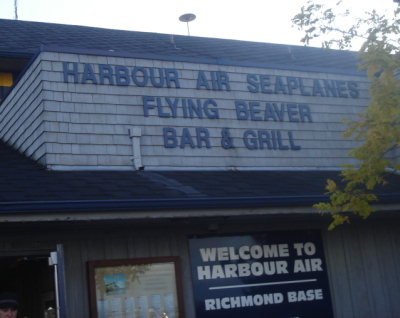 HARBOUR AIR SEAPLANES
FLYING BEAVER
BAR & GRILL
WELCOME TO
HARBOUR AIR
RICHMOND BASE